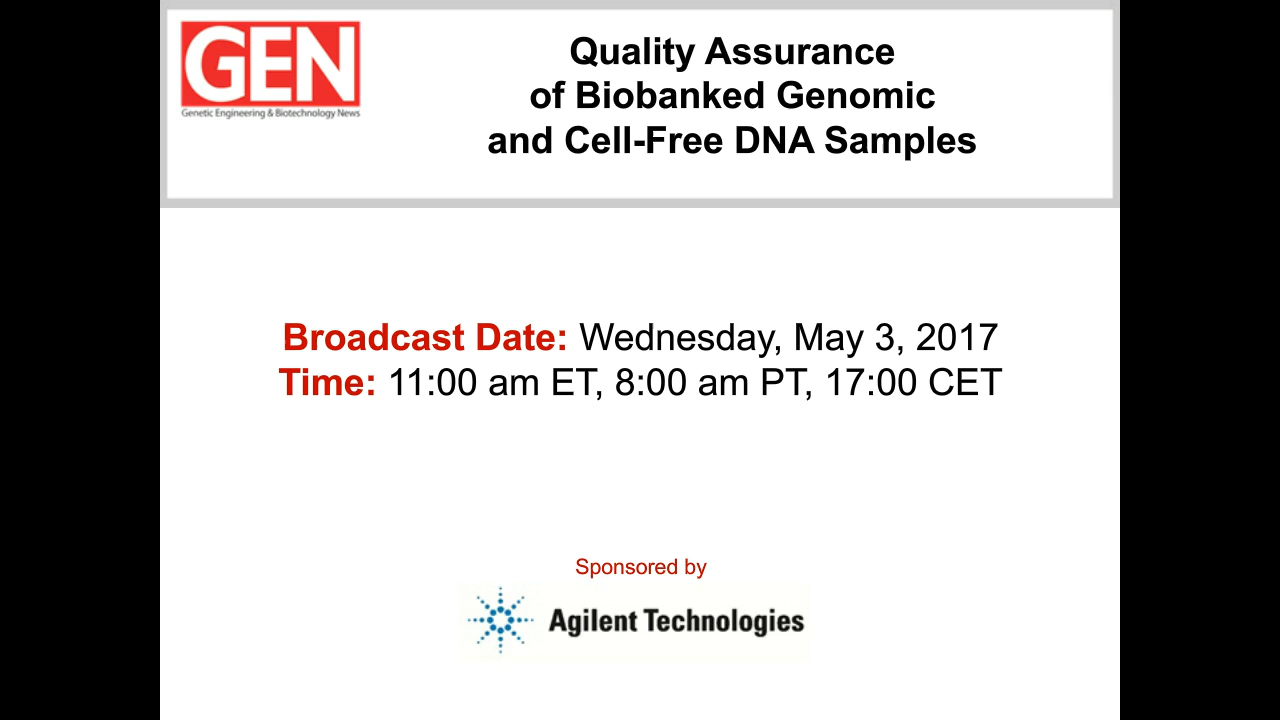 GEN
Genetic Engineering & Biotechnology News
Quality Assurance
of Biobanked Genomic
and Cell-Free DNA Samples
Broadcast Date: Wednesday, May 3, 2017
Time: 11:00 am ET, 8:00 am PT, 17:00 CET
Sponsored by
Agilent Technologies